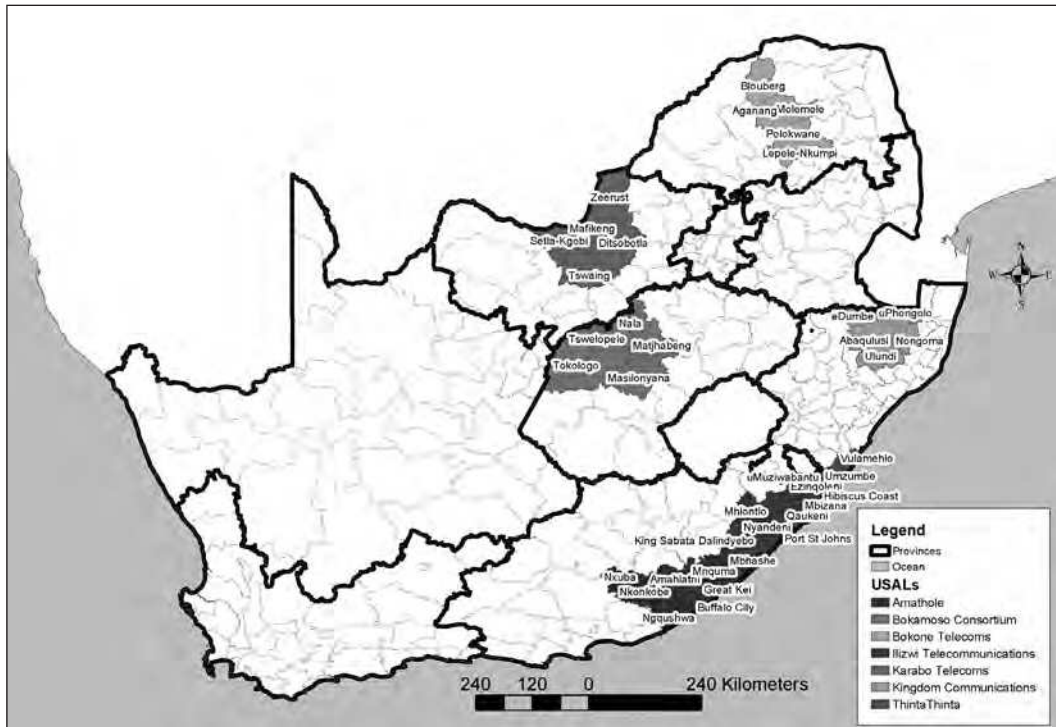 Blouberg
Aganang
Molemole
Polokwane
Lepele-Nkumpi
Zeerust
Mafikeng
Setla-Kgobi
Ditsobotla
Tswaing
N
W
E
S
eDumbe
uPhongolo
Abaqulusi
Nongoma
Ulundi
Nala
Tswelopele
Matjhabeng
Tokologo
Masilonyana
Vulamehlo
uMuziwabantu
Umzumbe
Ezinqoleni
Hibiscus Coast
Mbizana
Mhlontlo
Qaukeni
Nyandeni
King Sabata Dalindyebo
Port St Johns
Mbhashe
Mnquma
Nxuba
Amahlathi
Nkonkobe
Great Kei
Buffalo City
Ngqushwa
Legend
Provinces
Ocean
USALs
Amathole
Bokamoso Consortium
Bokone Telecoms
Ilizwi Telecommunications
Karabo Telecoms
Kingdom Communications
ThintaThinta
240 120 0 240 Kilometers